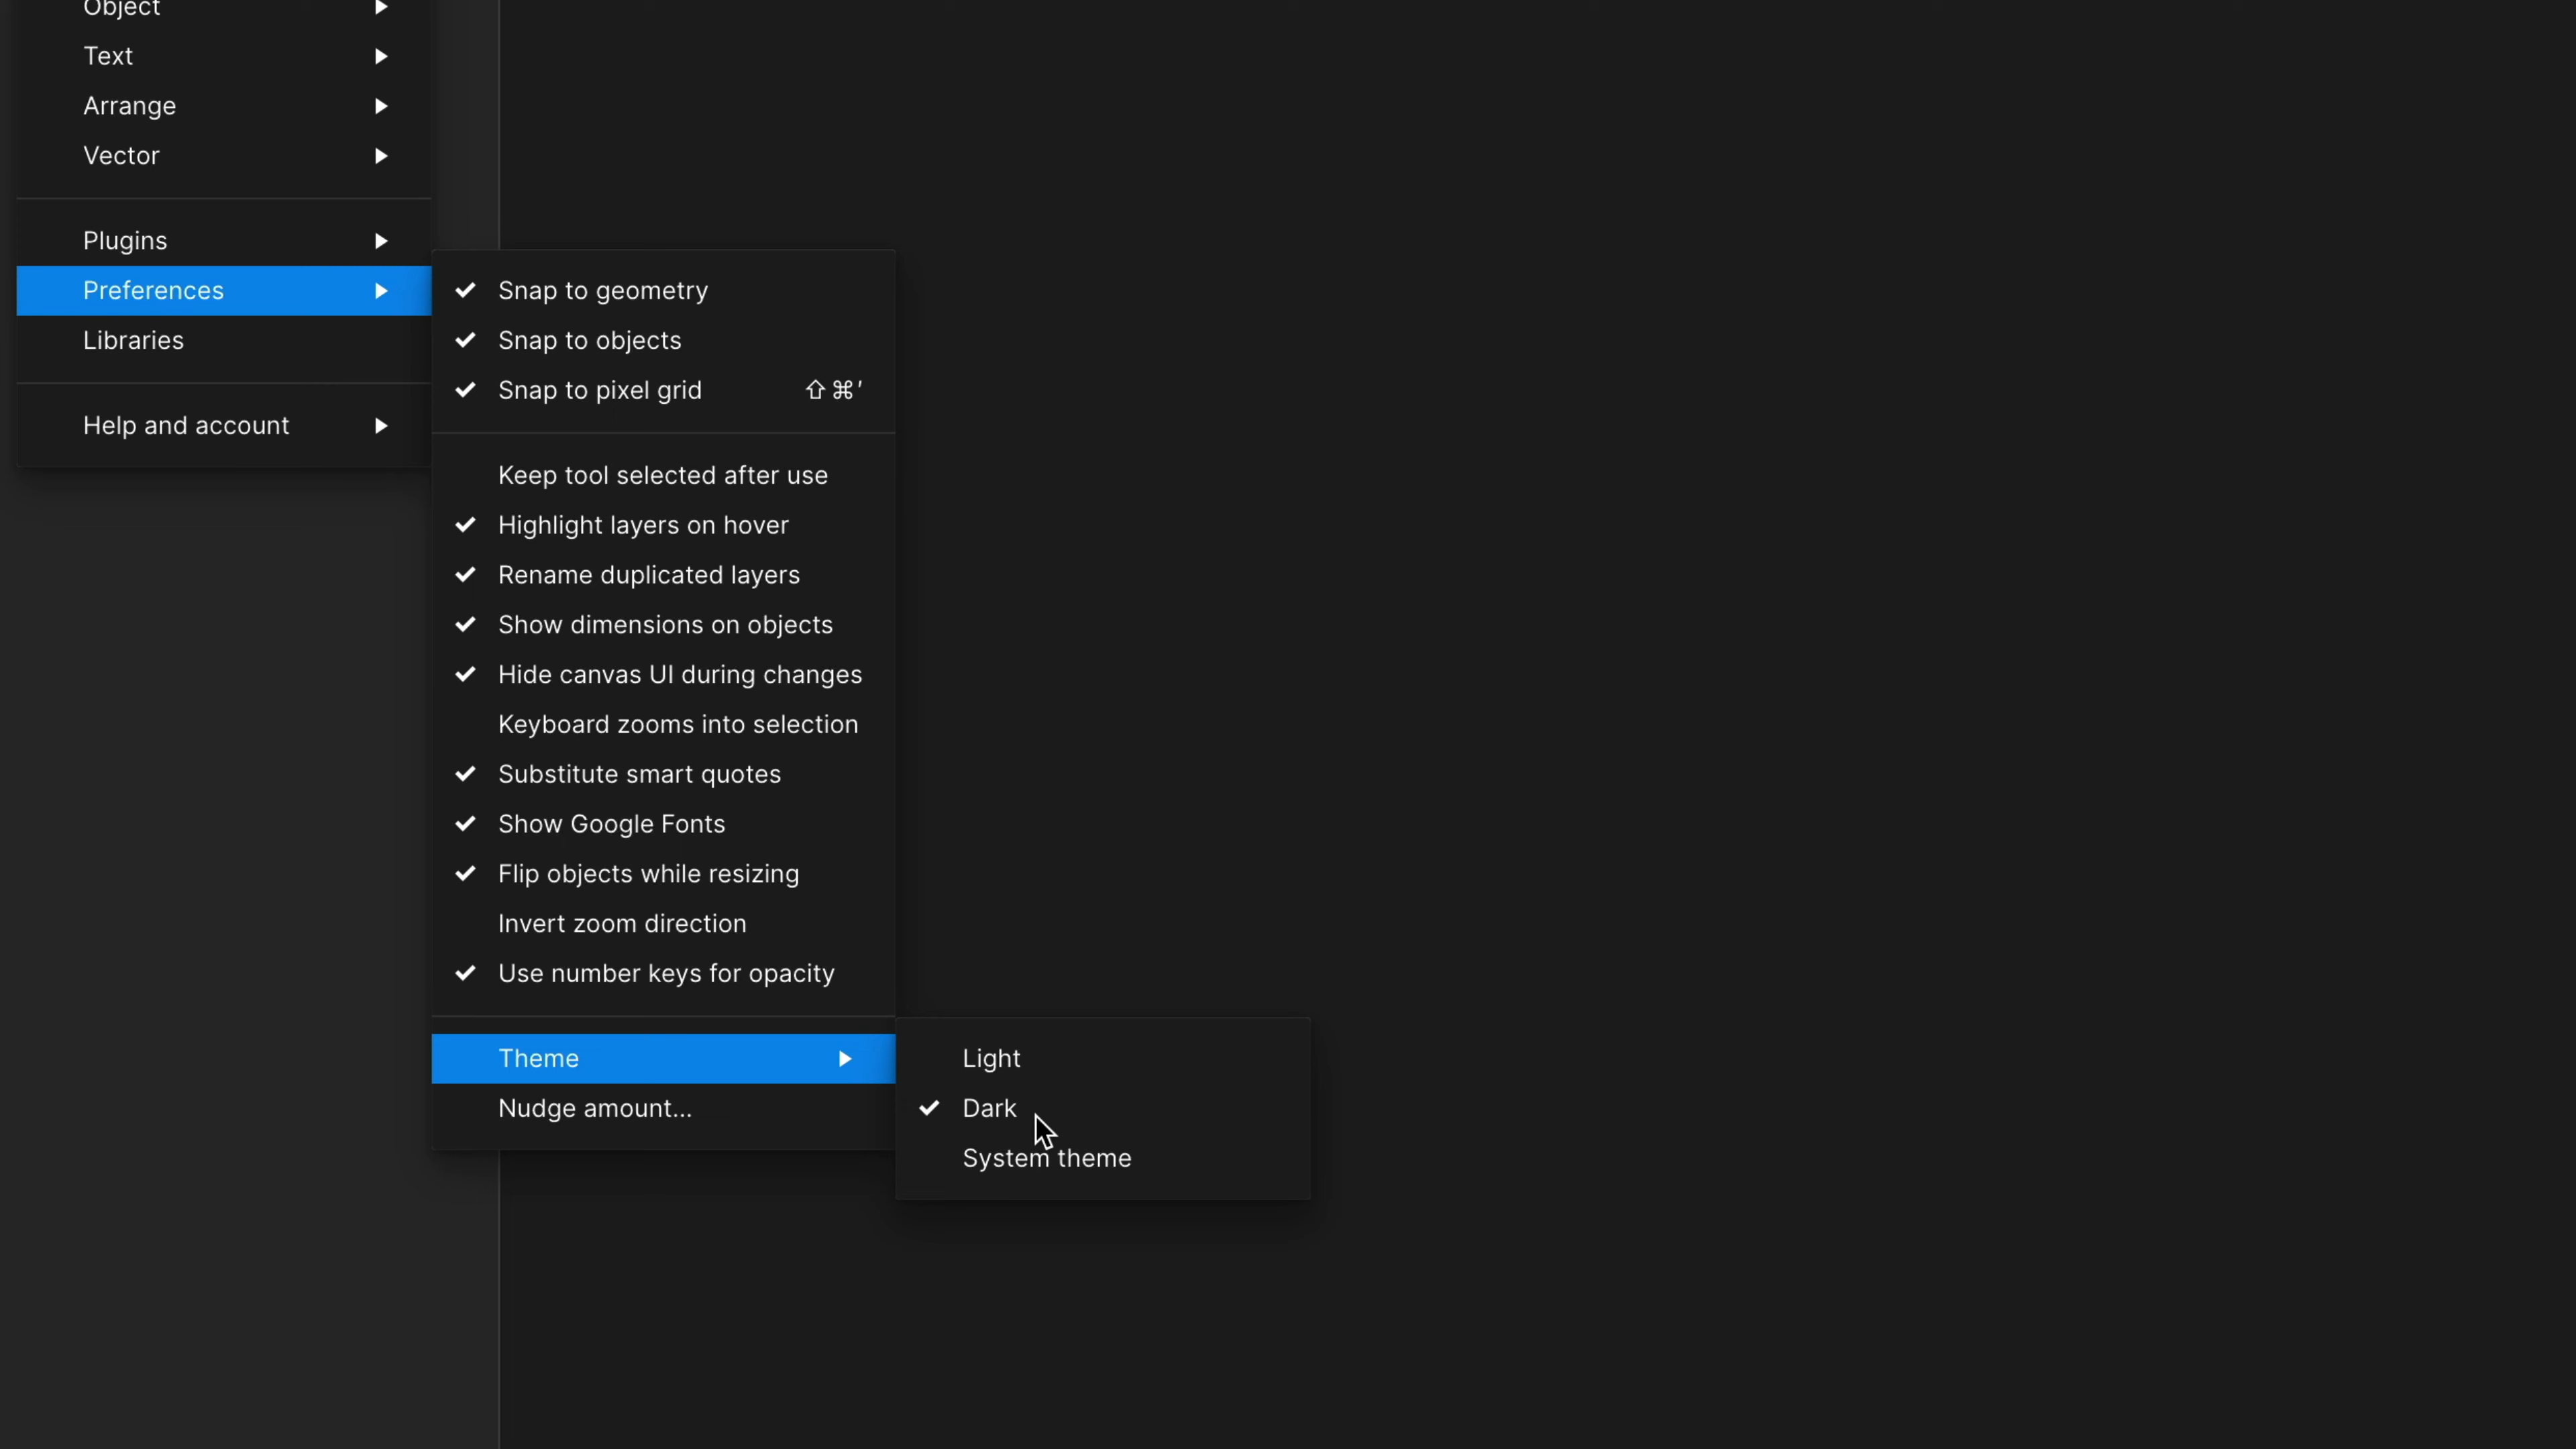 Object
Text
Arrange
Vector
Plugins
Preferences
Libraries
Help and account
Snap to geometry
Snap to objects
Snap to pixel grid ⇧⌘'
Keep tool selected after use
Highlight layers on hover
Rename duplicated layers
Show dimensions on objects
Hide canvas UI during changes
Keyboard zooms into selection
Substitute smart quotes
Show Google Fonts
Flip objects while resizing
Invert zoom direction
Use number keys for opacity
Theme
Nudge amount...
Light
Dark
System theme